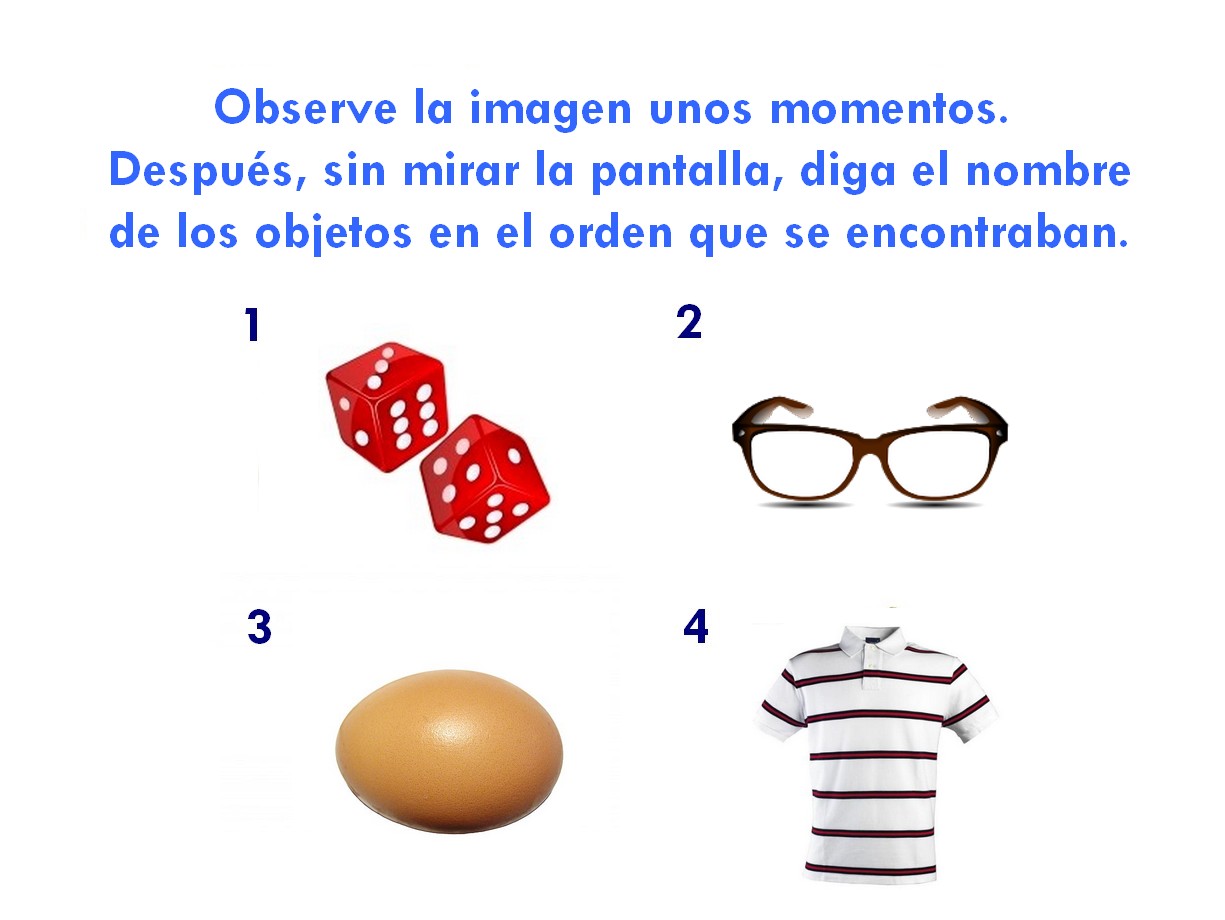 Observe la imagen unos momentos.
Después, sin mirar la pantalla, diga el nombre
de los objetos en el orden que se encontraban.
1
2
3
4